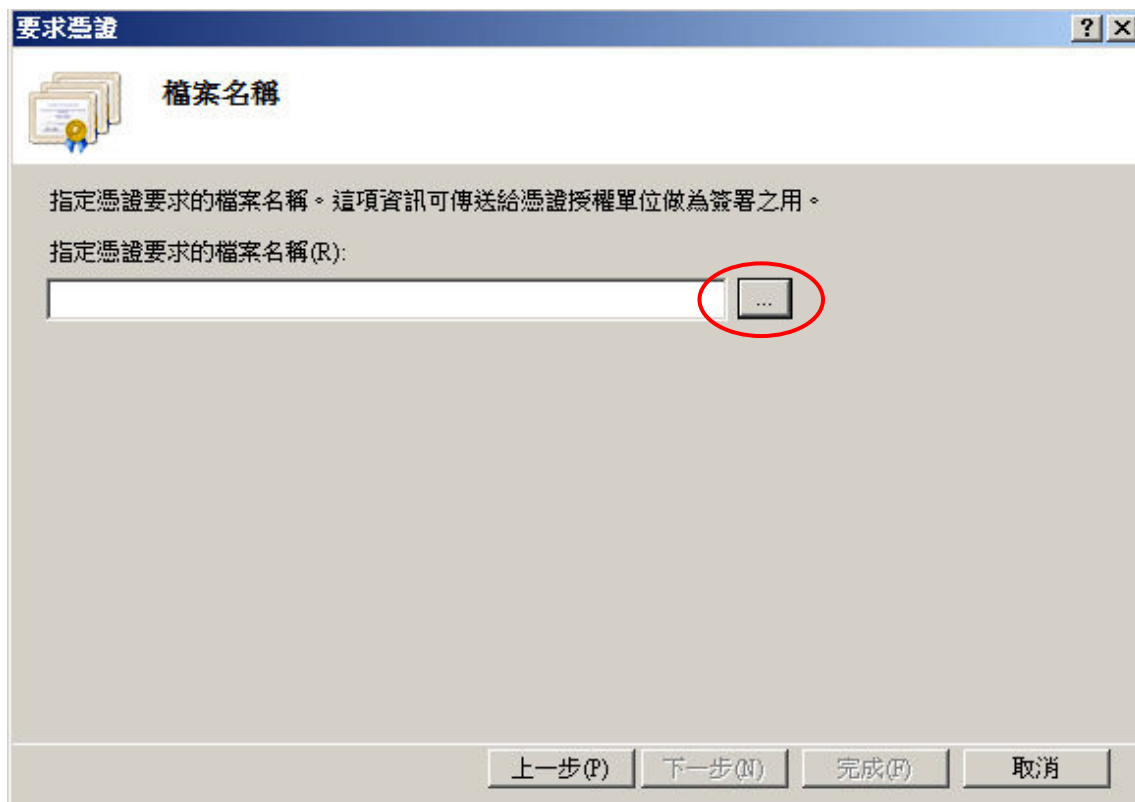 要求憑證
檔案名稱
指定憑證要求的檔案名稱。這項資訊可傳送給憑證授權單位做為簽署之用。
指定憑證要求的檔案名稱(R):
...
上一步(P) 下一步(N) 完成(F) 取消